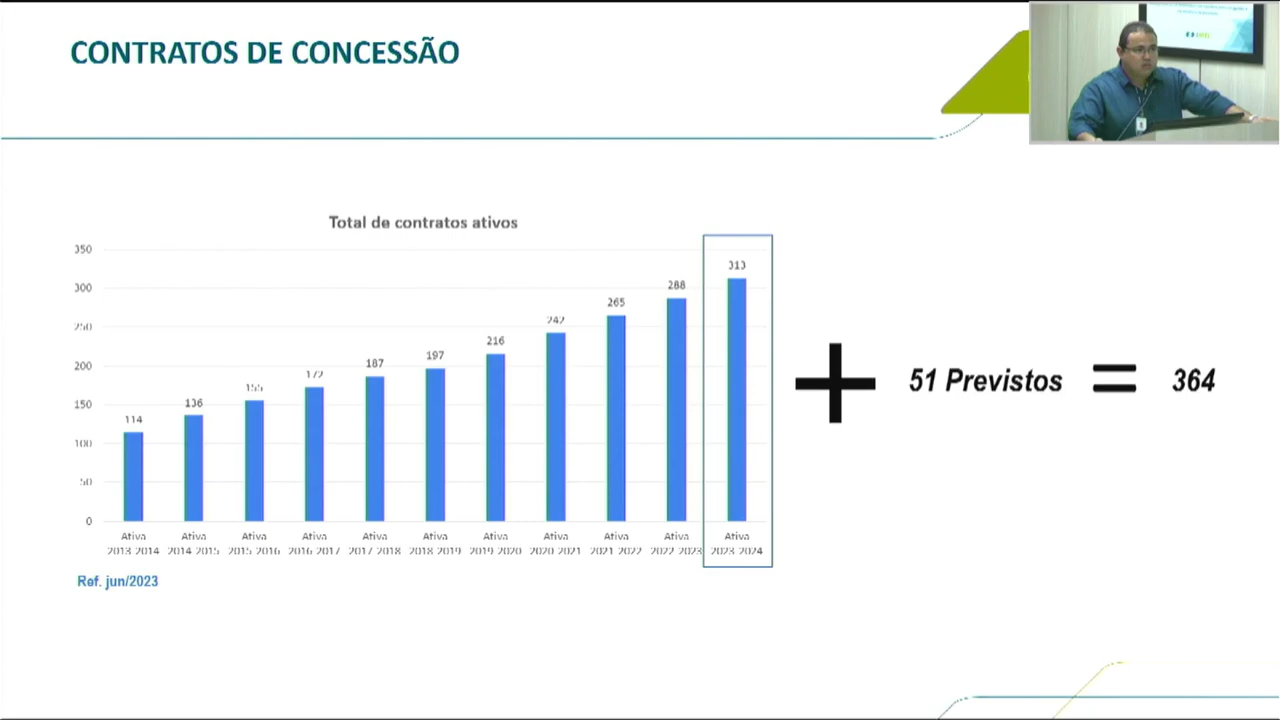 CONTRATOS DE CONCESSÃO
Total de contratos ativos
350
300
250
200
150
100
50
0
114
136
155
172
187
197
216
242
265
288
313
Ativa 2013-2014
Ativa 2014-2015
Ativa 2015-2016
Ativa 2016-2017
Ativa 2017-2018
Ativa 2018-2019
Ativa 2019-2020
Ativa 2020-2021
Ativa 2021-2022
Ativa 2022-2023
Ativa 2023-2024
51 Previstos
=
364
Ref. jun/2023